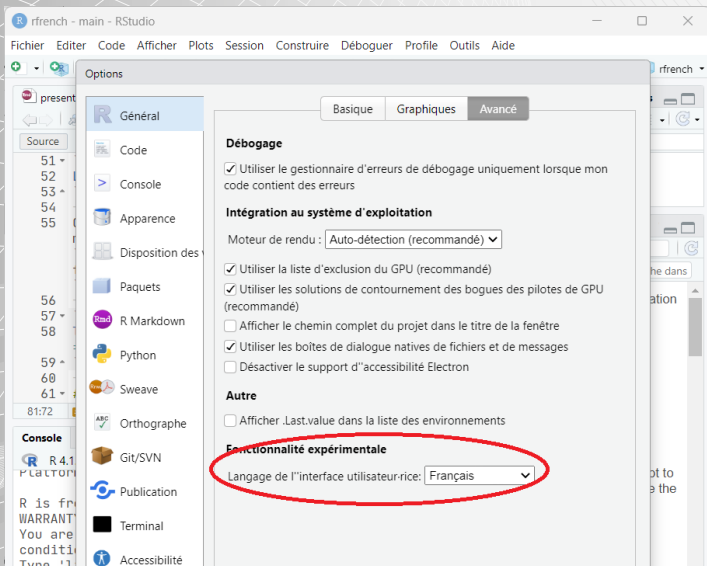 rfrench - main - RStudio
Fichier Editer Code Afficher Plots Session Construire Déboguer Profile Outils Aide
rfrench
Options
present
Source
51
52
53
54
55
56
57
58
59
60
61
81:72
Console
R 4.1
R is fre
WARRANT
You are
conditi
Général
Code
Console
Apparence
Disposition des
Paquets
Rmd R Markdown
Python
Sweave
ABC Orthographe
Git/SVN
Publication
Terminal
Accessibilité
Basique Graphiques Avancé
Débogage
Utiliser le gestionnaire d'erreurs de débogage uniquement lorsque mon
code contient des erreurs
Intégration au système d'exploitation
Moteur de rendu : Auto-détection (recommandé)
Utiliser la liste d'exclusion du GPU (recommandé)
Utiliser les solutions de contournement des bogues des pilotes de GPU
(recommandé)
Afficher le chemin complet du projet dans le titre de la fenêtre
Utiliser les boîtes de dialogue natives de fichiers et de messages
Désactiver le support d''accessibilité Electron
Autre
Afficher .Last.value dans la liste des environnements
Fonctionnalité expérimentale
Langage de l''interface utilisateur·rice: Français
he dans
ation
ot to
e the